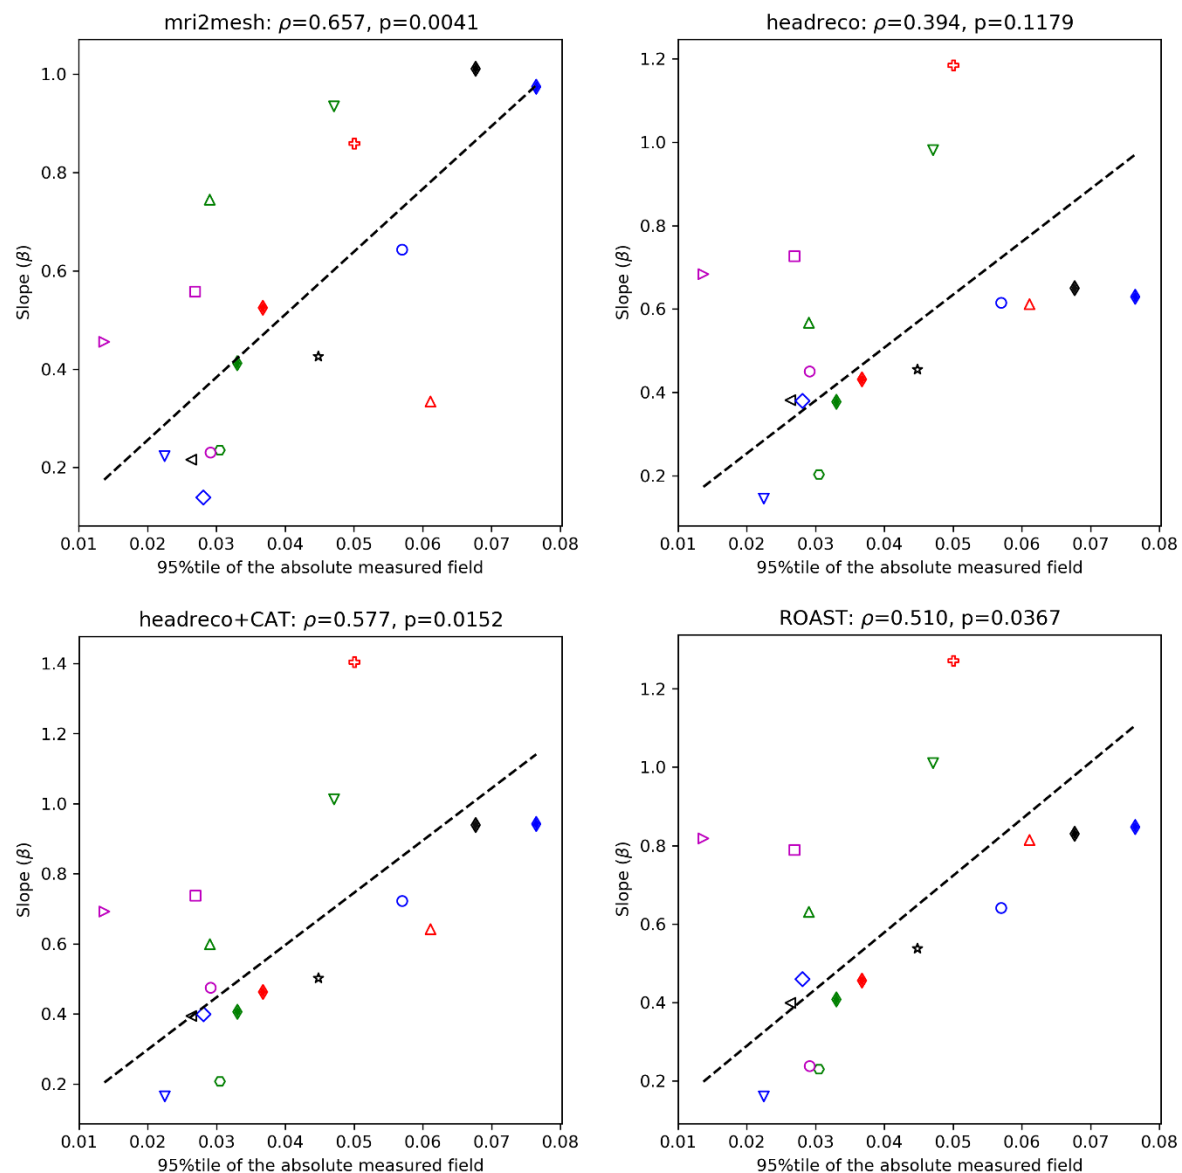 mri2mesh: ρ=0.657, p=0.0041
1.0
0.8
0.6
0.4
0.2
Slope (β)
0.01 0.02 0.03 0.04 0.05 0.06 0.07 0.08
95%tile of the absolute measured field
headreco: ρ=0.394, p=0.1179
1.2
1.0
0.8
0.6
0.4
0.2
Slope (β)
0.01 0.02 0.03 0.04 0.05 0.06 0.07 0.08
95%tile of the absolute measured field
headreco+CAT: ρ=0.577, p=0.0152
1.4
1.2
1.0
0.8
0.6
0.4
0.2
Slope (β)
0.01 0.02 0.03 0.04 0.05 0.06 0.07 0.08
95%tile of the absolute measured field
ROAST: ρ=0.510, p=0.0367
1.2
1.0
0.8
0.6
0.4
0.2
Slope (β)
0.01 0.02 0.03 0.04 0.05 0.06 0.07 0.08
95%tile of the absolute measured field